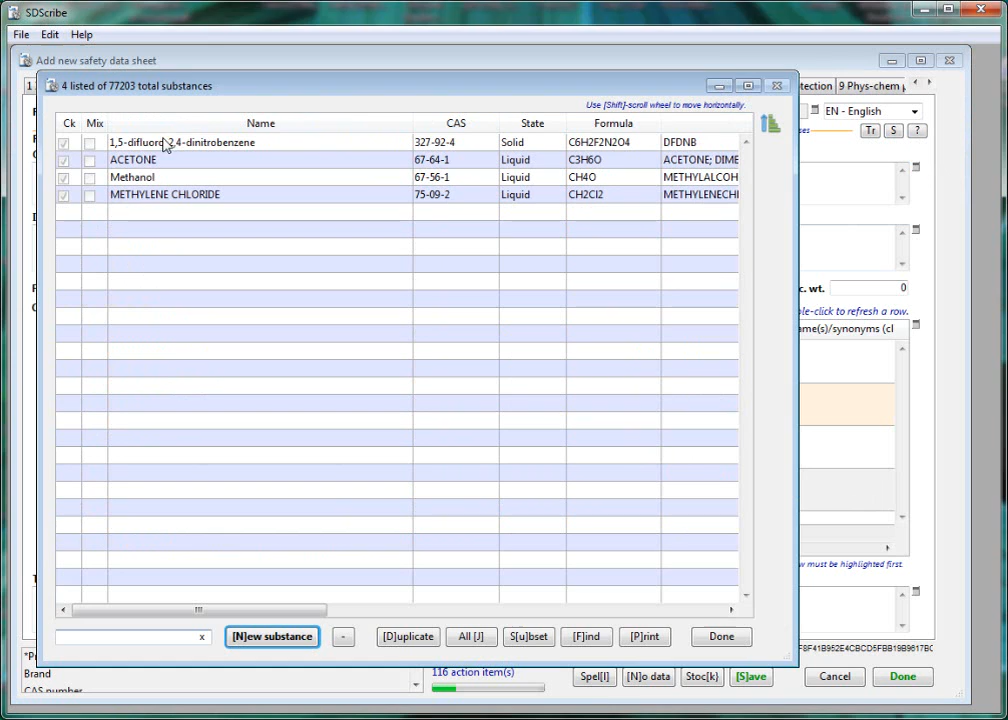 SDScribe
File Edit Help
Add new safety data sheet
4 listed of 77203 total substances
1
otection 9 Phys-chem
Use [Shift]-scroll wheel to move horizontally.
EN - English
Ck Mix Name CAS State Formula
Tr S ?
1,5-difluoro-2,4-dinitrobenzene 327-92-4 Solid C6H2F2N2O4 DFDNB
ACETONE 67-64-1 Liquid C3H6O ACETONE; DIME
Methanol 67-56-1 Liquid CH4O METHYLALCOH
METHYLENE CHLORIDE 75-09-2 Liquid CH2Cl2 METHYLENECH
c. wt. 0
ble-click to refresh a row.
ame(s)/synonyms (cl
w must be highlighted first.
x [N]ew substance - [D]uplicate All [J] S[u]bset [F]ind [P]rint Done
F8F41B952E4CBCD5FBB19B9617BC
Brand
CAS number
116 action item(s)
Spel[l] [N]o data Stoc[k] [S]ave Cancel Done